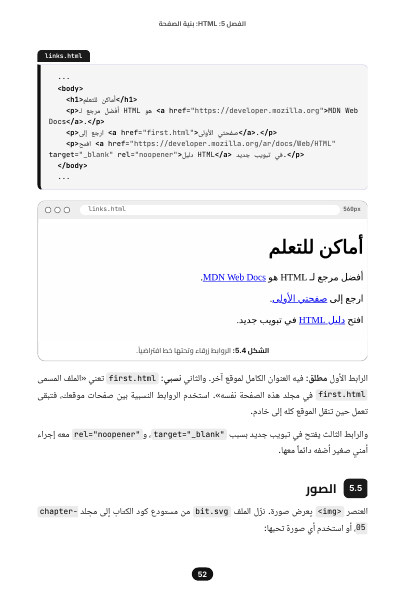 الفصل 5: HTML: بنية الصفحة
links.html
...
<body>
<h1>أماكن للتعلم</h1>
<p>أفضل مرجع لـ HTML هو <a href="https://developer.mozilla.org">MDN Web
Docs</a>.</p>
<p>ارجع إلى <a href="first.html">صفحتي الأولى</a>.</p>
<p>افتح <a href="https://developer.mozilla.org/ar/docs/Web/HTML"
target="_blank" rel="noopener">دليل HTML</a> في تبويب جديد.</p>
</body>
...
links.html
560px
أماكن للتعلم
أفضل مرجع لـ HTML هو MDN Web Docs.
ارجع إلى صفحتي الأولى.
افتح دليل HTML في تبويب جديد.
الشكل 5.4: الروابط زرقاء وتحتها خط افتراضياً.
الرابط الأول مطلق: فيه العنوان الكامل لموقع آخر. والثاني نسبي: first.html تعني «الملف المسمى
first.html في مجلد هذه الصفحة نفسه». استخدم الروابط النسبية بين صفحات موقعك، فتبقى
تعمل حين تنقل الموقع كله إلى خادم.
والرابط الثالث يفتح في تبويب جديد بسبب target="_blank"، و rel="noopener" معه إجراء
أمني صغير أضفه دائماً معها.
5.5 الصور
العنصر <img> يعرض صورة. نزّل الملف bit.svg من مستودع كود الكتاب إلى مجلد chapter-
05، أو استخدم أي صورة تحبها:
52